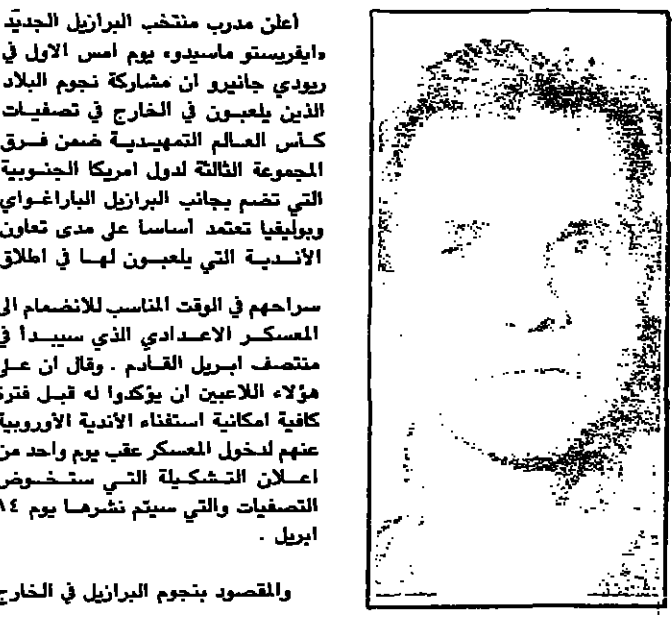 أعلن مدرب منتخب البرازيل الجديد
«ايفريستو ماسيدو» يوم امس الاول في
ريودي جانيرو ان مشاركة نجوم البلاد
الذين يلعبون في الخارج في تصفيات
كأس العالم التمهيدية ضمن فرق
المجموعة الثالثة لدول امريكا الجنوبية
التي تضم بجانب البرازيل الباراغواي
وبوليفيا تعتمد أساسا على مدى تعاون
الأندية التي يلعبون لها في اطلاق
سراحهم في الوقت المناسب للانضمام الى
المعسكر الاعدادي الذي سيبدأ في
منتصف ابريل القادم . وقال ان على
هؤلاء اللاعبين ان يؤكدوا له قبل فترة
كافية امكانية استغناء الأندية الأوروبية
عنهم لدخول المعسكر عقب يوم واحد من
اعلان التشكيلة التي ستخوض
التصفيات والتي سيتم نشرها يوم ١٤
ابريل .
والمقصود بنجوم البرازيل في الخارج